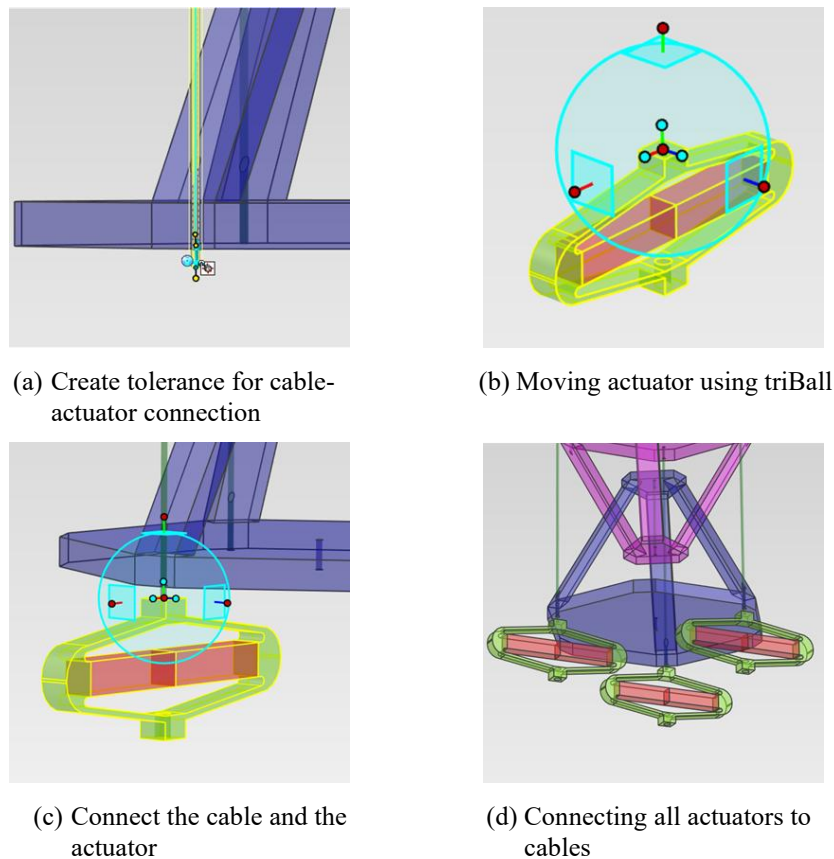 (a) Create tolerance for cable-
actuator connection
(b) Moving actuator using triBall
(c) Connect the cable and the
actuator
(d) Connecting all actuators to
cables